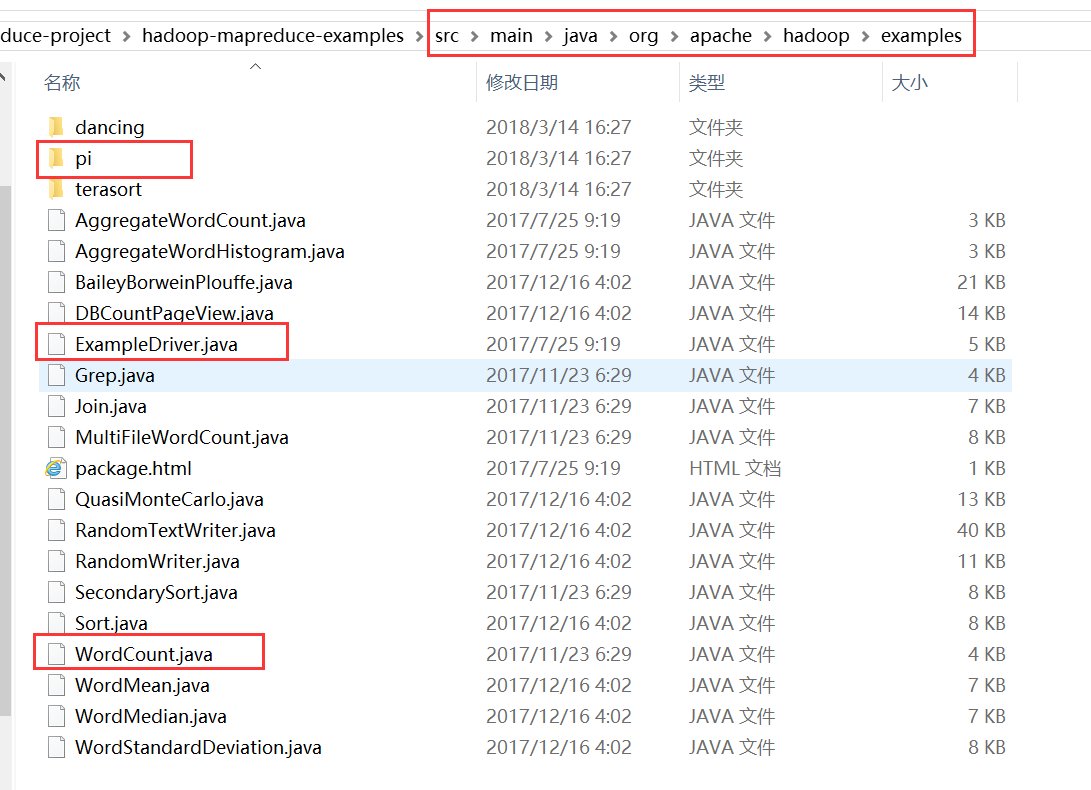 duce-project > hadoop-mapreduce-examples > src > main > java > org > apache > hadoop > examples
名称 修改日期 类型 大小
dancing 2018/3/14 16:27 文件夹
pi 2018/3/14 16:27 文件夹
terasort 2018/3/14 16:27 文件夹
AggregateWordCount.java 2017/7/25 9:19 JAVA 文件 3 KB
AggregateWordHistogram.java 2017/7/25 9:19 JAVA 文件 3 KB
BaileyBorweinPlouffe.java 2017/12/16 4:02 JAVA 文件 21 KB
DBCountPageView.java 2017/12/16 4:02 JAVA 文件 14 KB
ExampleDriver.java 2017/7/25 9:19 JAVA 文件 5 KB
Grep.java 2017/11/23 6:29 JAVA 文件 4 KB
Join.java 2017/11/23 6:29 JAVA 文件 7 KB
MultiFileWordCount.java 2017/11/23 6:29 JAVA 文件 8 KB
package.html 2017/7/25 9:19 HTML 文档 1 KB
QuasiMonteCarlo.java 2017/12/16 4:02 JAVA 文件 13 KB
RandomTextWriter.java 2017/12/16 4:02 JAVA 文件 40 KB
RandomWriter.java 2017/12/16 4:02 JAVA 文件 11 KB
SecondarySort.java 2017/11/23 6:29 JAVA 文件 8 KB
Sort.java 2017/12/16 4:02 JAVA 文件 8 KB
WordCount.java 2017/11/23 6:29 JAVA 文件 4 KB
WordMean.java 2017/12/16 4:02 JAVA 文件 7 KB
WordMedian.java 2017/12/16 4:02 JAVA 文件 7 KB
WordStandardDeviation.java 2017/12/16 4:02 JAVA 文件 8 KB